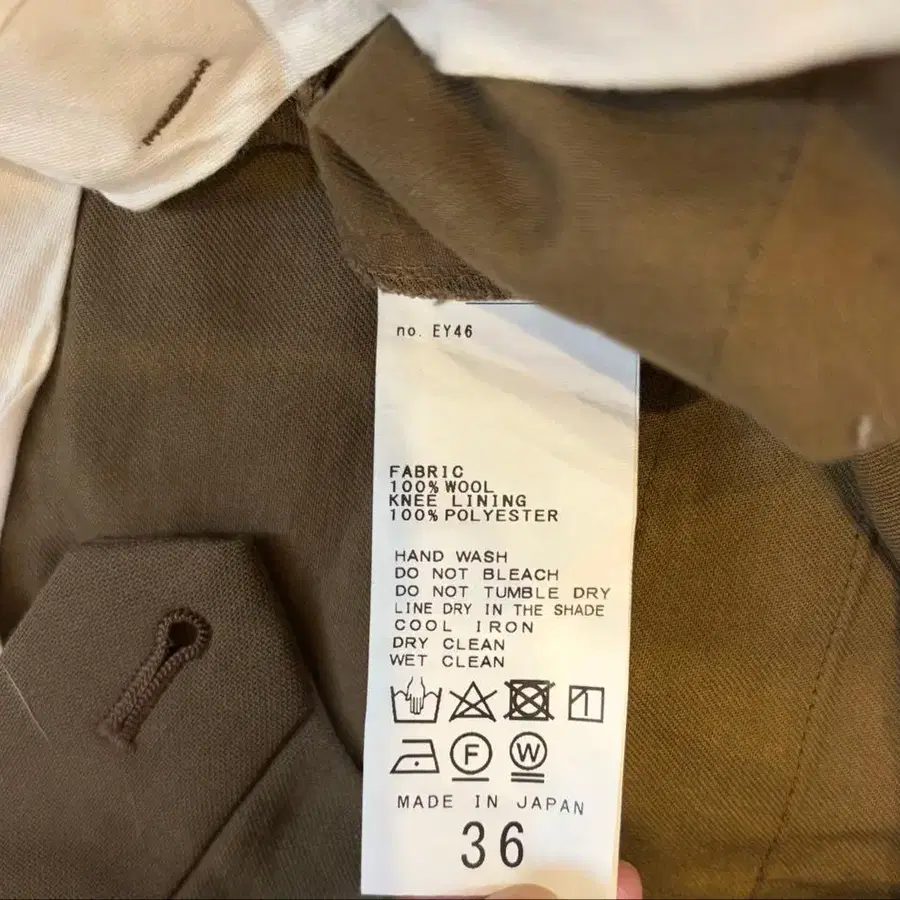 no. EY46
FABRIC
100% WOOL
KNEE LINING
100% POLYESTER
HAND WASH
DO NOT BLEACH
DO NOT TUMBLE DRY
LINE DRY IN THE SHADE
COOL IRON
DRY CLEAN
WET CLEAN
F W
MADE IN JAPAN
36